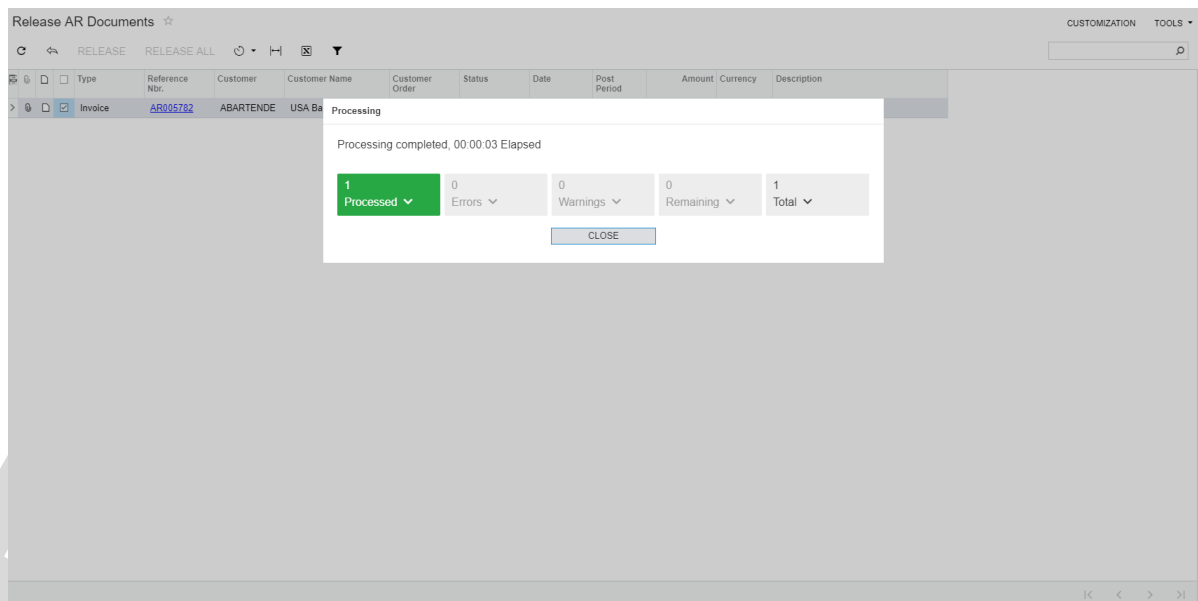 Release AR Documents
CUSTOMIZATION TOOLS
RELEASE RELEASE ALL
Type Reference Nbr. Customer Customer Name Customer Order Status Date Post Period Amount Currency Description
Invoice AR005782 ABARTENDE USA Ba
Processing
Processing completed, 00:00:03 Elapsed
1 0 0 0 1
Processed Errors Warnings Remaining Total
CLOSE